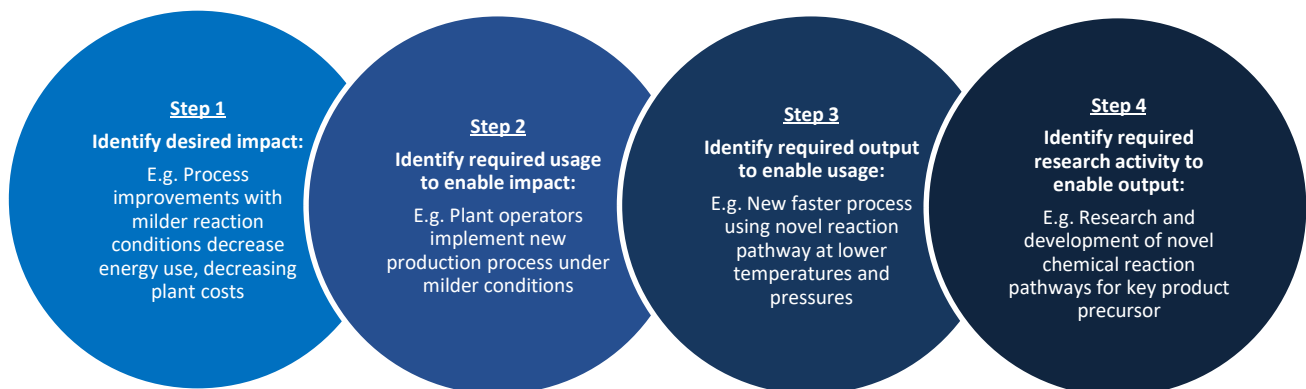 Step 1
Identify desired impact:
E.g. Process
improvements with
milder reaction
conditions decrease
energy use, decreasing
plant costs
Step 2
Identify required usage
to enable impact:
E.g. Plant operators
implement new
production process under
milder conditions
Step 3
Identify required output
to enable usage:
E.g. New faster process
using novel reaction
pathway at lower
temperatures and
pressures
Step 4
Identify required
research activity to
enable output:
E.g. Research and
development of novel
chemical reaction
pathways for key product
precursor